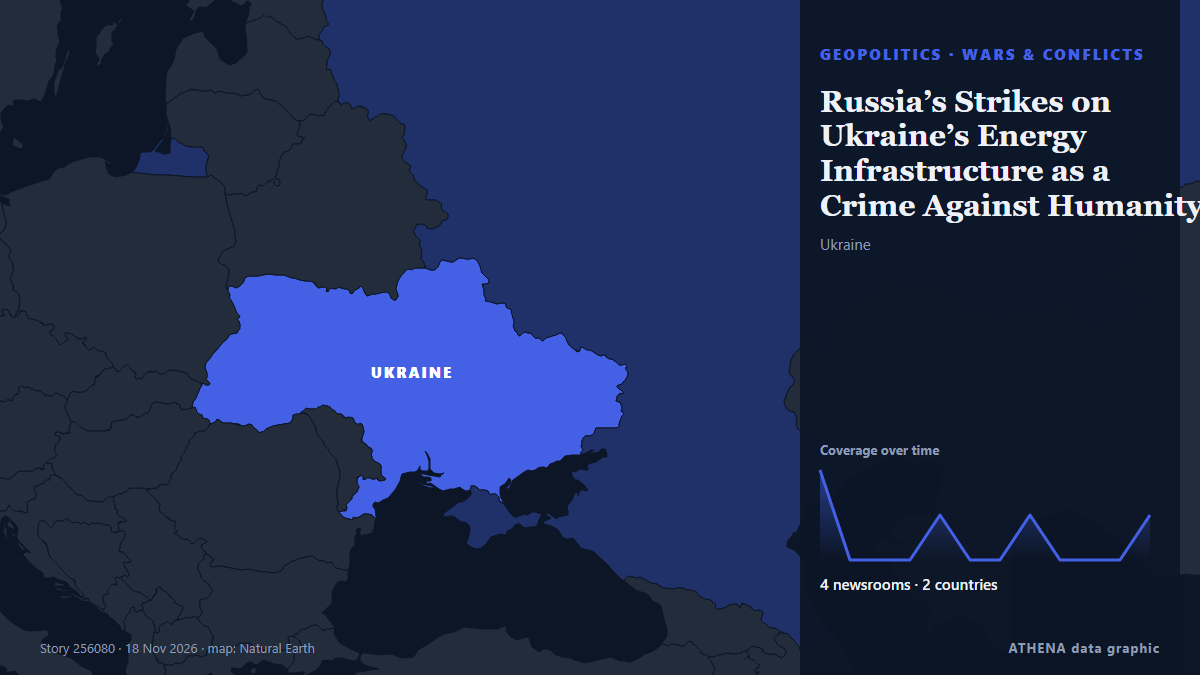 GEOPOLITICS · WARS & CONFLICTS
Russia’s Strikes on
Ukraine’s Energy
Infrastructure as a
Crime Against Humanity
Ukraine
UKRAINE
Coverage over time
4 newsrooms · 2 countries
Story 256080 · 18 Nov 2026 · map: Natural Earth
ATHENA data graphic